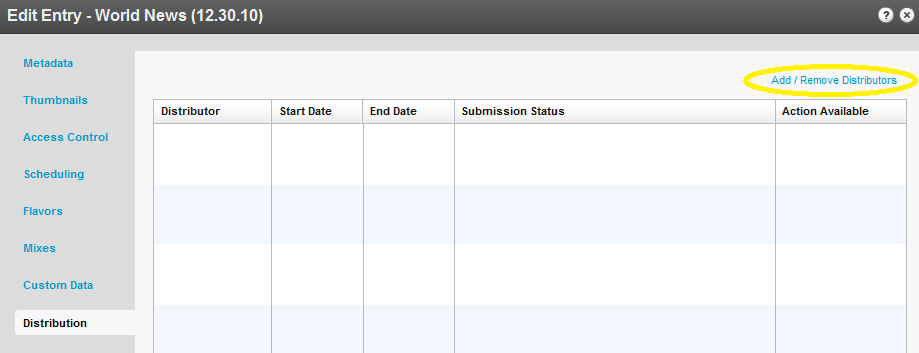 Edit Entry - World News (12.30.10)
?
Metadata
Thumbnails
Access Control
Scheduling
Flavors
Mixes
Custom Data
Distribution
Add / Remove Distributors
Distributor Start Date End Date Submission Status Action Available